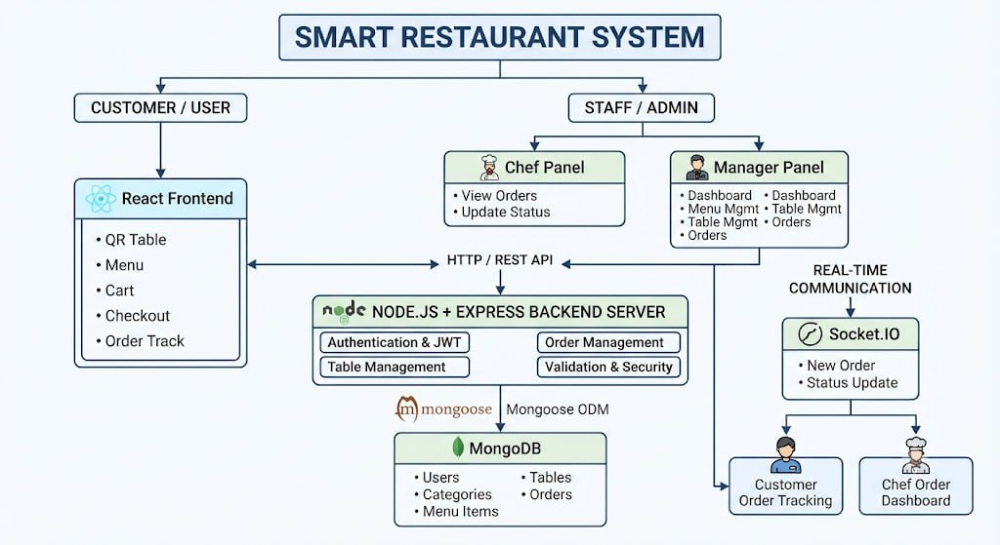 SMART RESTAURANT SYSTEM
CUSTOMER / USER
STAFF / ADMIN
React Frontend
• QR Table
• Menu
• Cart
• Checkout
• Order Track
Chef Panel
• View Orders
• Update Status
Manager Panel
• Dashboard
• Menu Mgmt
• Table Mgmt
• Orders
• Dashboard
• Table Mgmt
• Orders
HTTP / REST API
node NODE.JS + EXPRESS BACKEND SERVER
Authentication & JWT
Order Management
Table Management
Validation & Security
mongoose Mongoose ODM
MongoDB
• Users
• Categories
• Menu Items
• Tables
• Orders
REAL-TIME
COMMUNICATION
Socket.IO
• New Order
• Status Update
Customer
Order Tracking
Chef Order
Dashboard